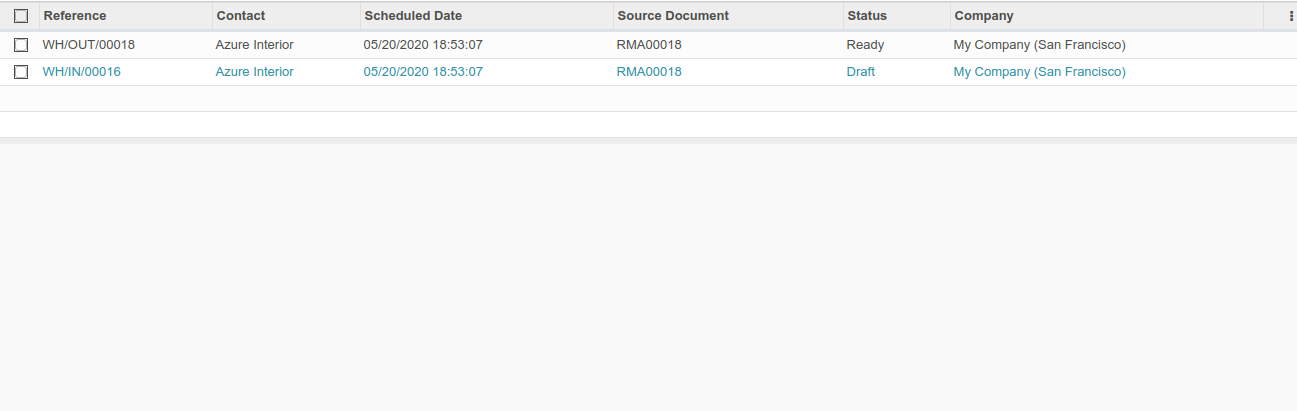 Reference Contact Scheduled Date Source Document Status Company
WH/OUT/00018 Azure Interior 05/20/2020 18:53:07 RMA00018 Ready My Company (San Francisco)
WH/IN/00016 Azure Interior 05/20/2020 18:53:07 RMA00018 Draft My Company (San Francisco)